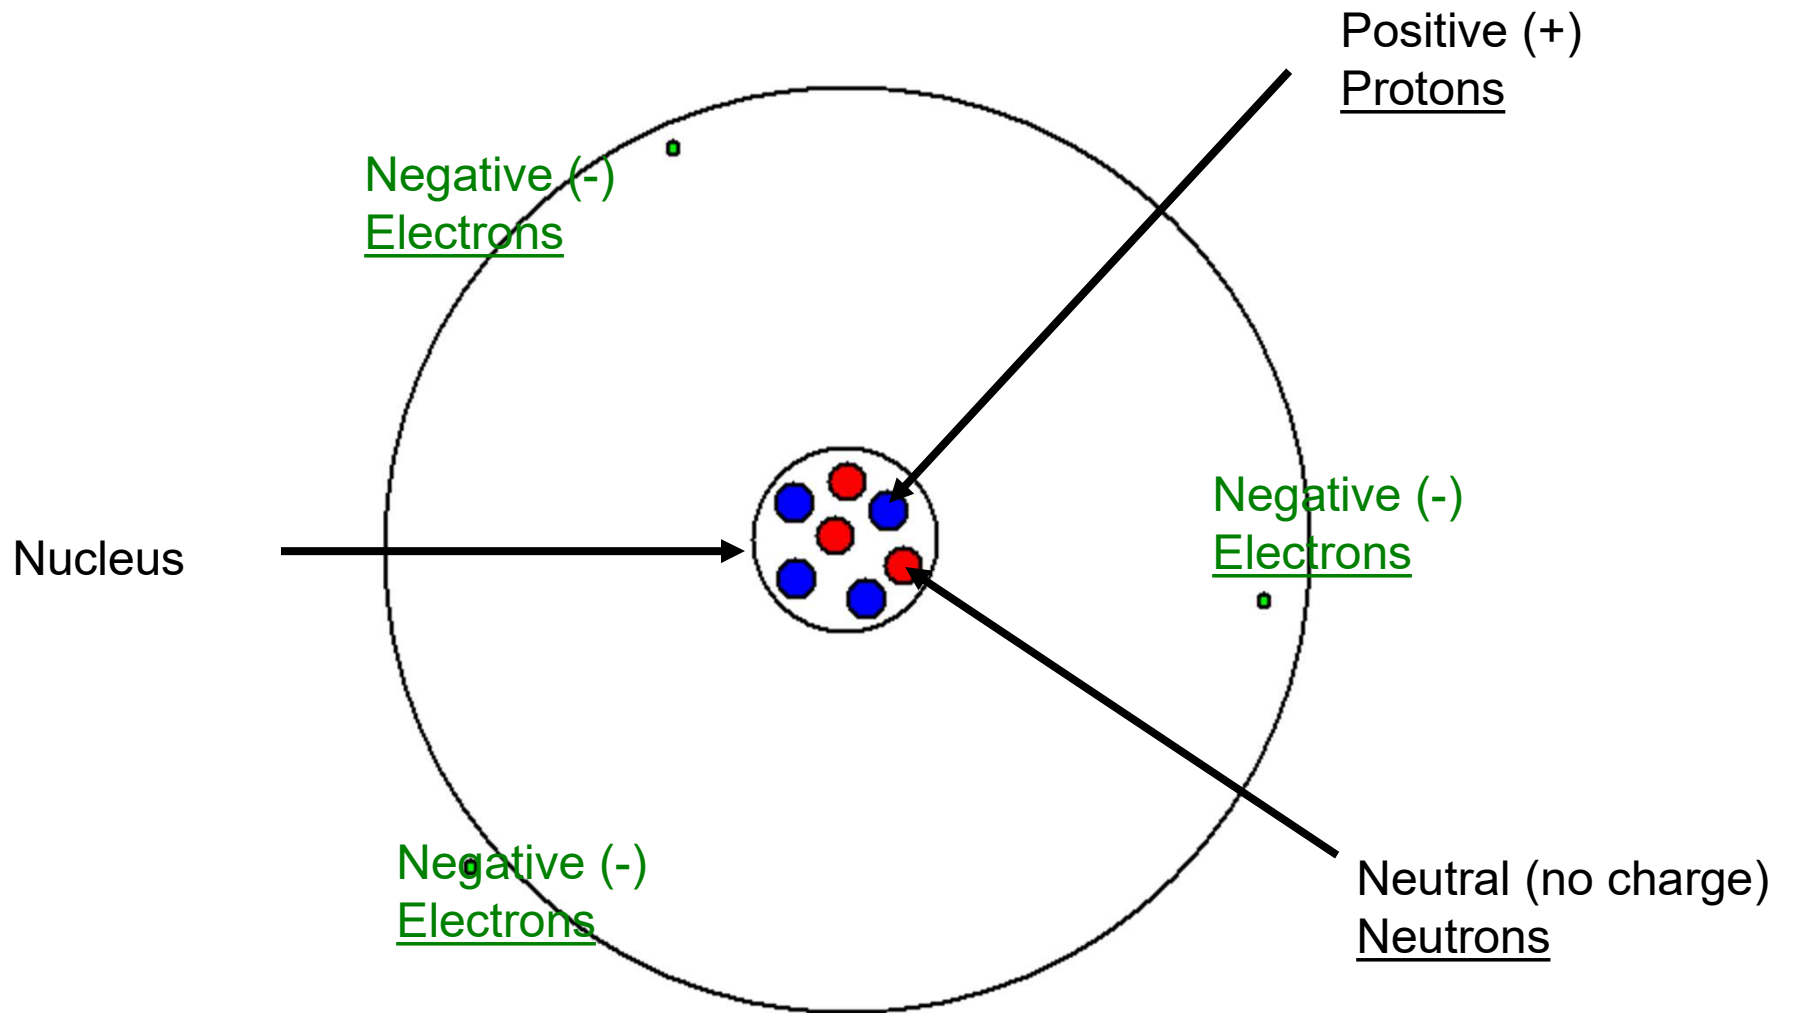 Positive (+)
Protons
Negative (-)
Electrons
Negative (-)
Electrons
Nucleus
Negative (-)
Electrons
Neutral (no charge)
Neutrons